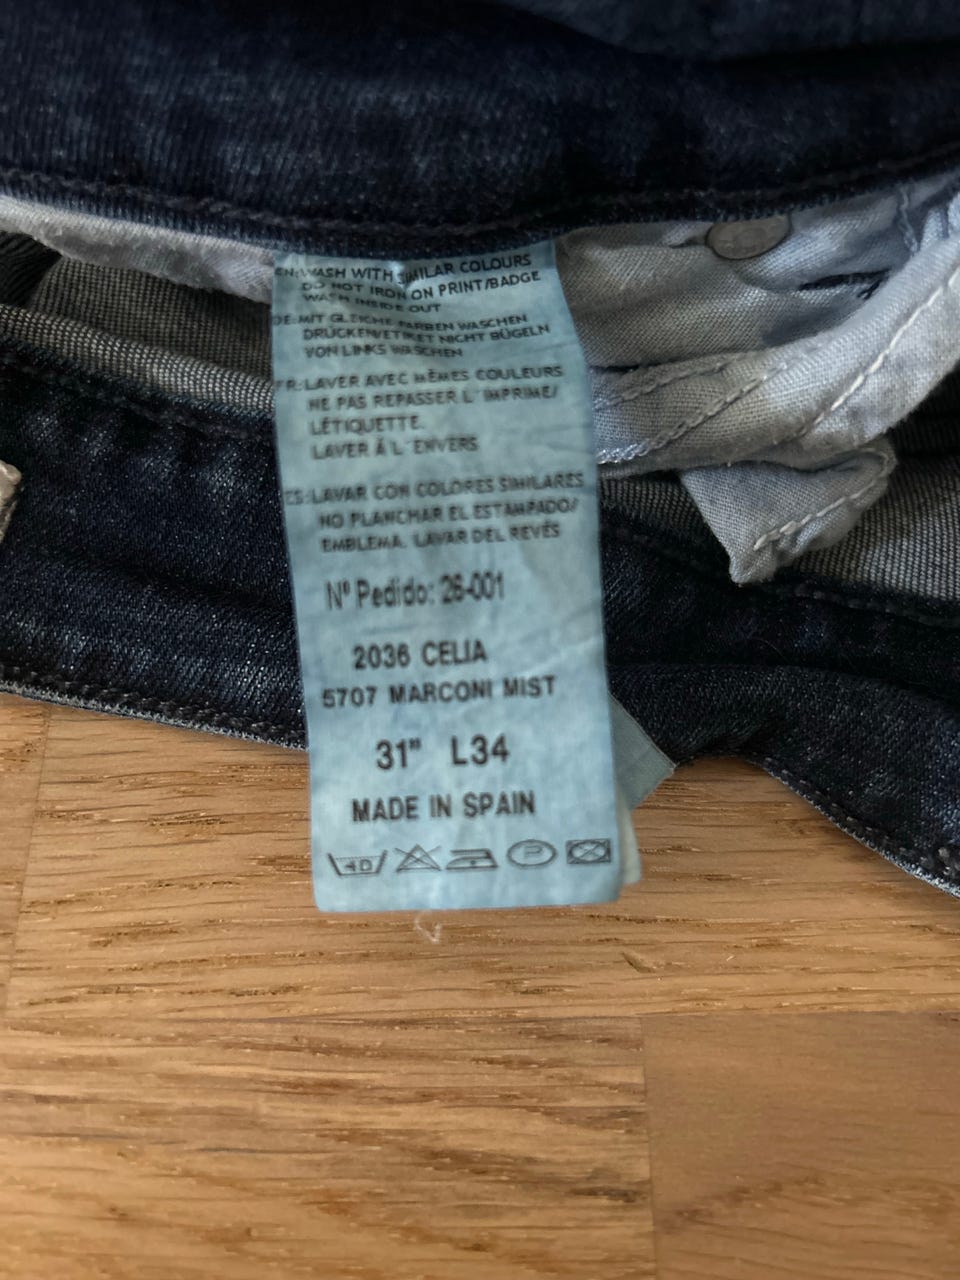 EN:WASH WITH SIMILAR COLOURS
DO NOT IRON ON PRINT/BADGE
WASH INSIDE OUT
DE:MIT GLEICHE FARBEN WASCHEN
DRÜCKEN/ETIKET NICHT BÜGELN
VON LINKS WASCHEN
FR:LAVER AVEC MÊMES COULEURS
NE PAS REPASSER L´IMPRIME/
LÉTIQUETTE.
LAVER Á L´ENVERS
ES:LAVAR CON COLORES SIMILARES
NO PLANCHAR EL ESTAMPADO/
EMBLEMA. LAVAR DEL REVÉS
Nº Pedido: 26-001
2036 CELIA
5707 MARCONI MIST
31" L34
MADE IN SPAIN
40 P